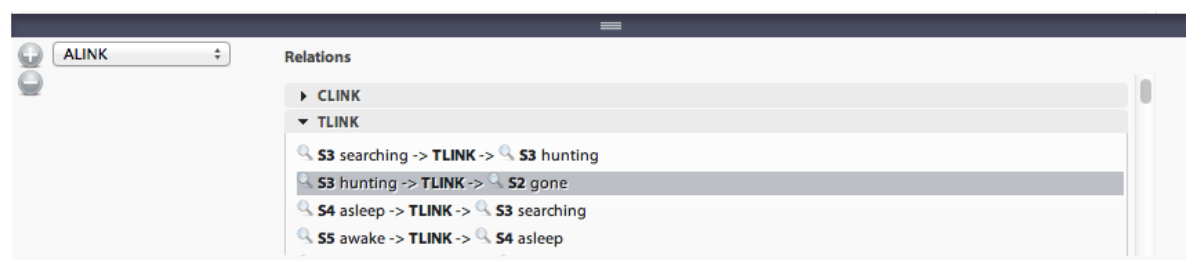 ALINK
Relations
CLINK
TLINK
S3 searching -> TLINK -> S3 hunting
S3 hunting -> TLINK -> S2 gone
S4 asleep -> TLINK -> S3 searching
S5 awake -> TLINK -> S4 asleep